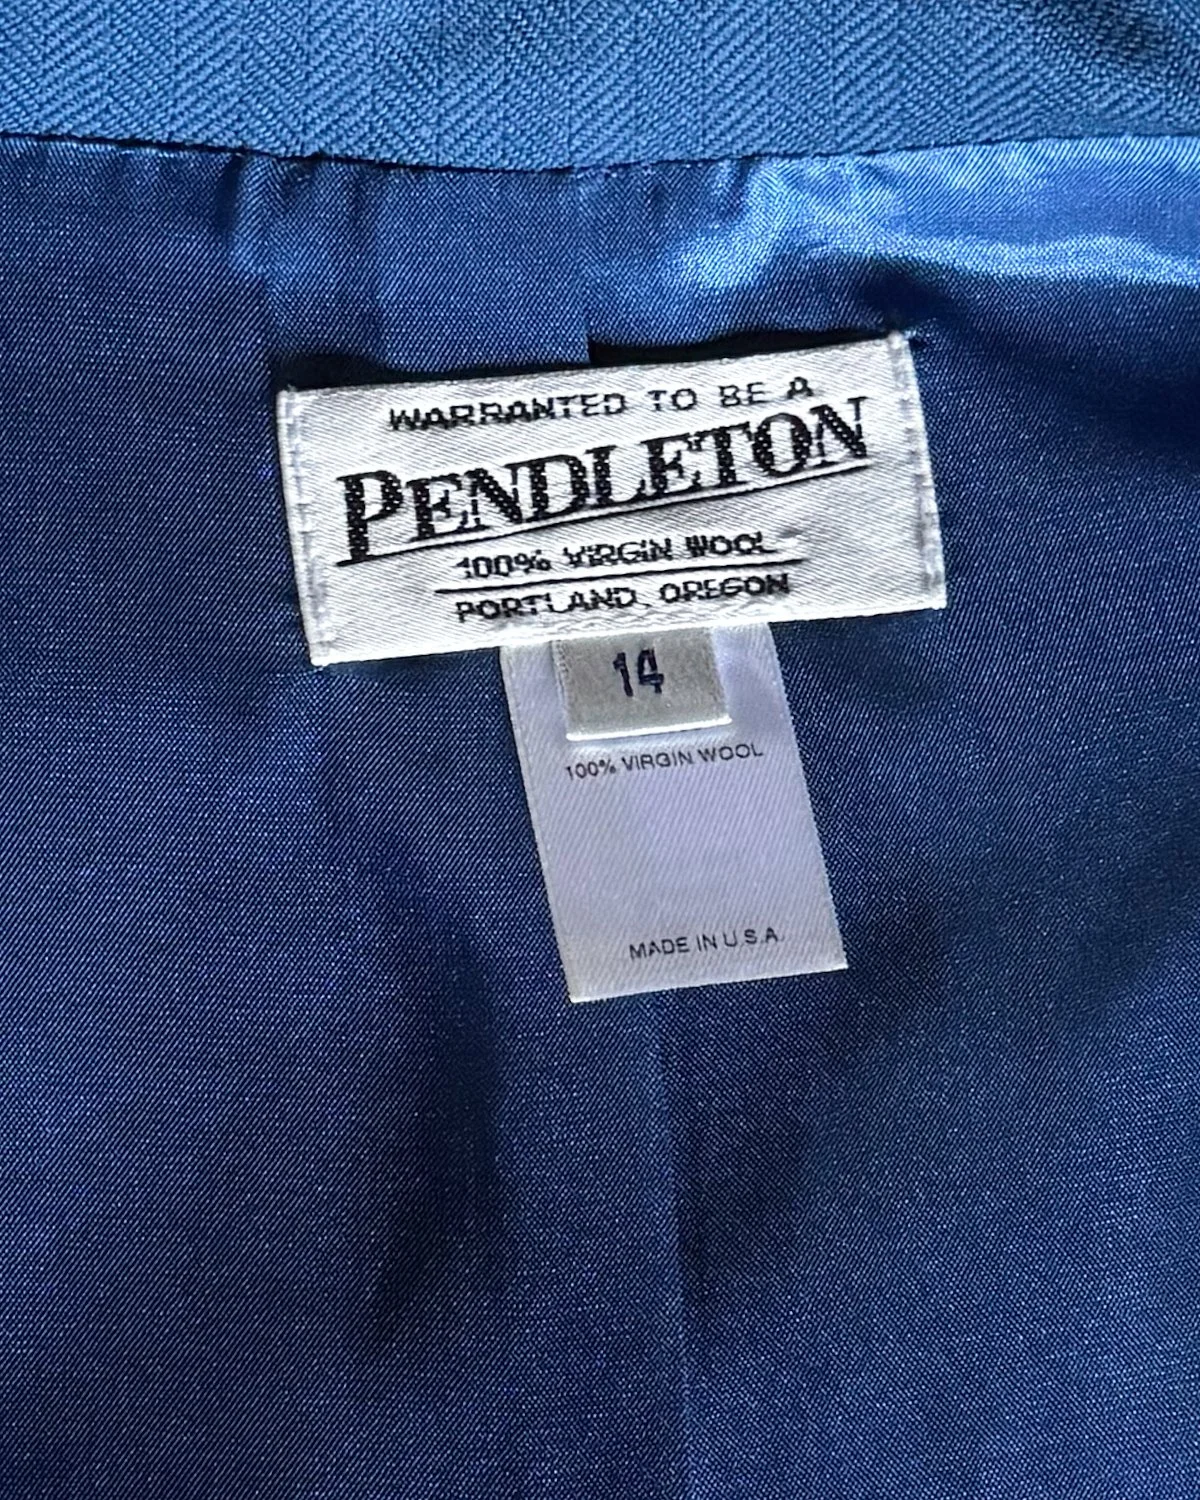 WARRANTED TO BE A
PENDLETON
100% VIRGIN WOOL
PORTLAND, OREGON
14
100% VIRGIN WOOL
MADE IN U.S.A.